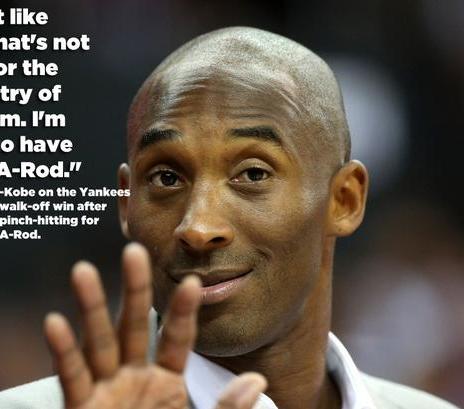 t like
hat's not
or the
try of
m. I'm
o have
A-Rod."
-Kobe on the Yankees
walk-off win after
pinch-hitting for
A-Rod.